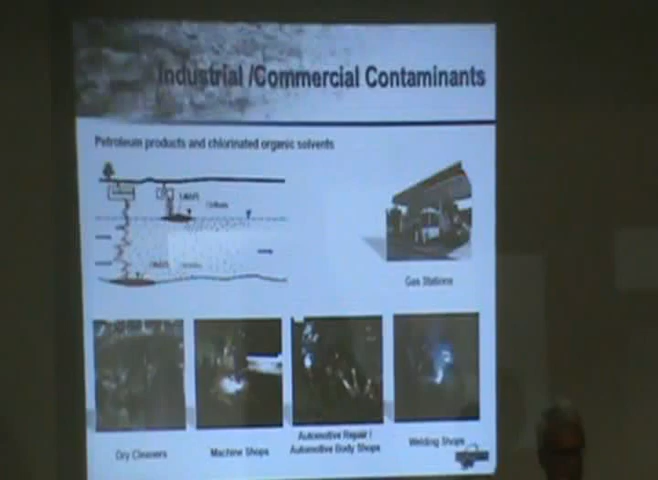 Industrial /Commercial Contaminants
Petroleum products and chlorinated organic solvents
Gas Stations
Dry Cleaners
Machine Shops
Automotive Repair /
Automotive Body Shops
Welding Shops